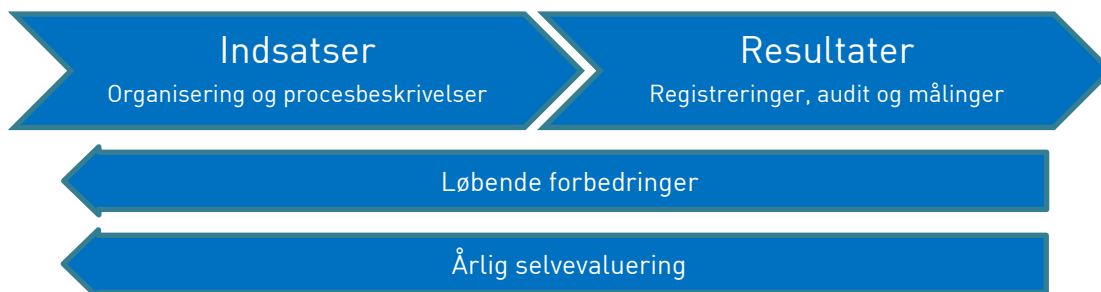 Indsatser
Organisering og procesbeskrivelser
Resultater
Registreringer, audit og målinger
Løbende forbedringer
Årlig selvevaluering